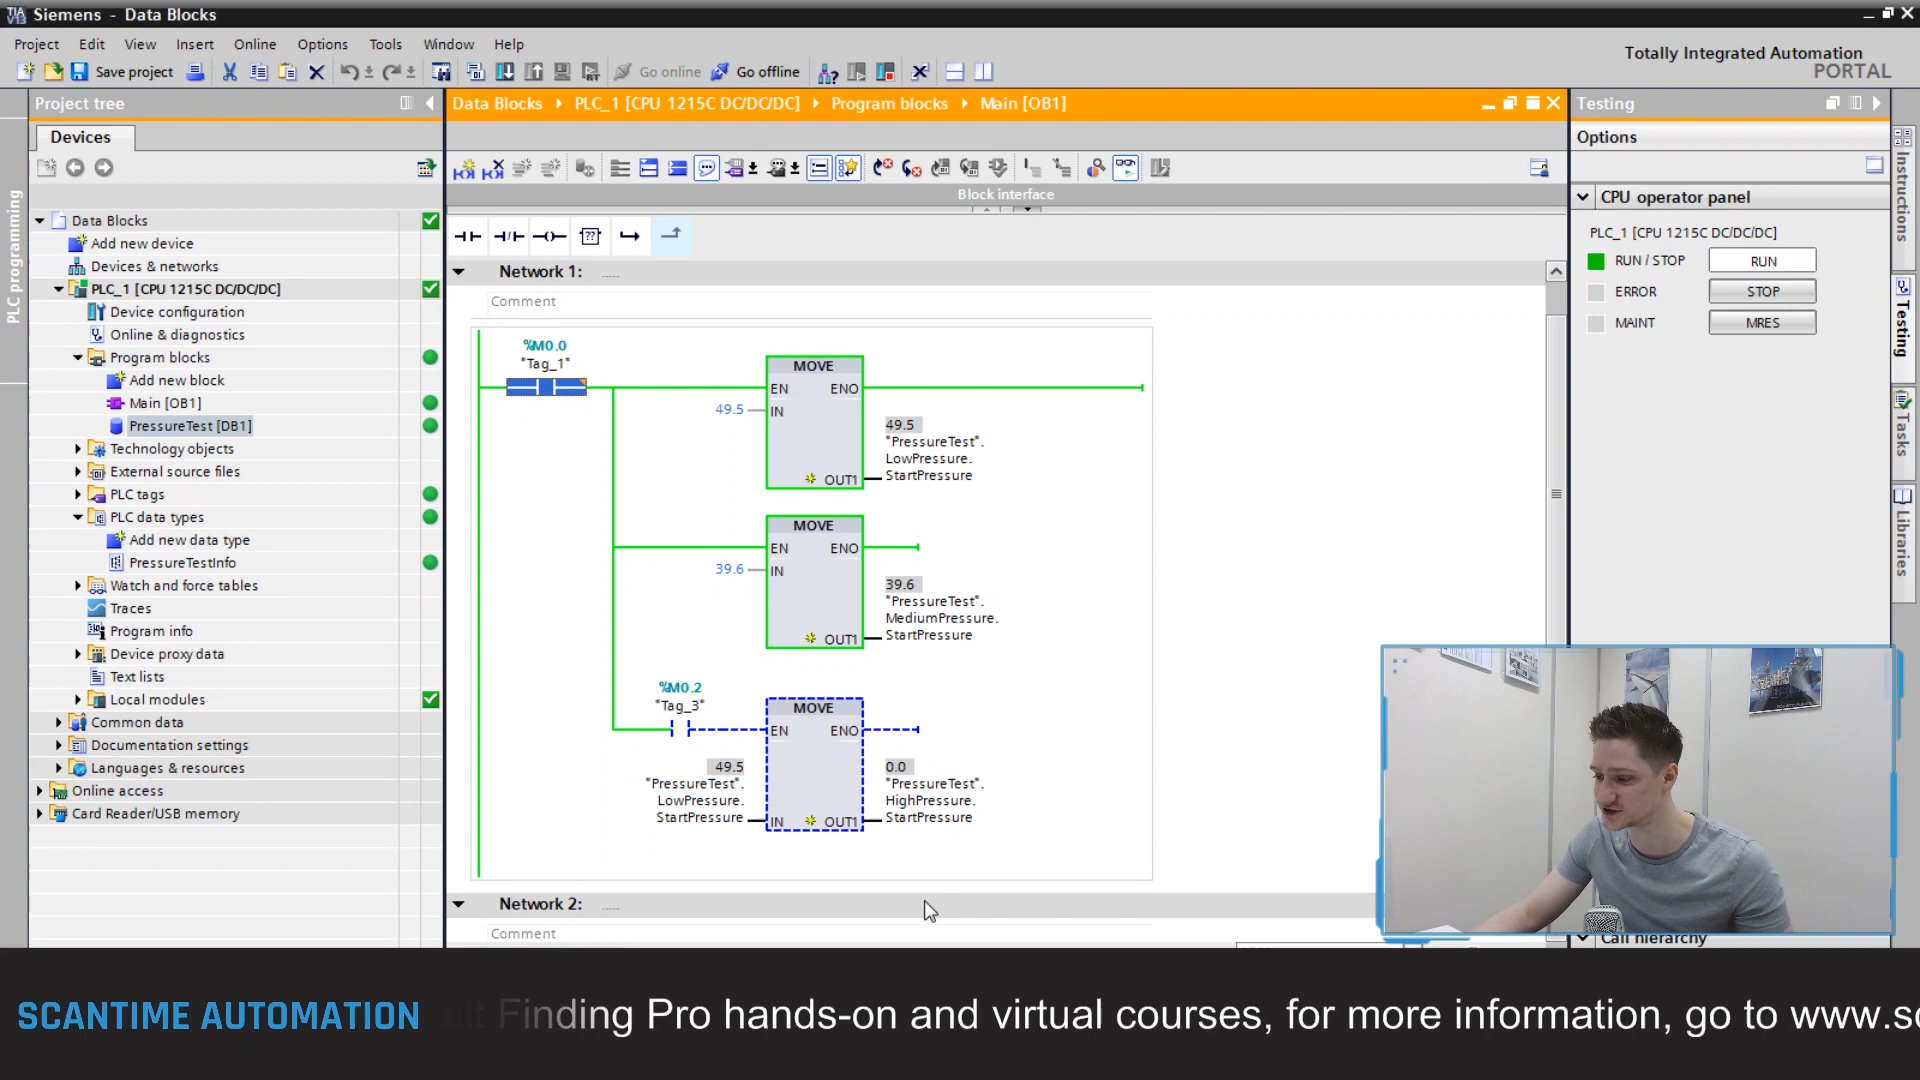 TIA
V13
Siemens - Data Blocks
Project Edit View Insert Online Options Tools Window Help
Totally Integrated Automation
PORTAL
Save project
Go online
Go offline
Project tree
Data Blocks
PLC_1 [CPU 1215C DC/DC/DC]
Program blocks
Main [OB1]
Testing
Devices
Options
PLC programming
Block interface
CPU operator panel
PLC_1 [CPU 1215C DC/DC/DC]
RUN / STOP
RUN
ERROR
STOP
MAINT
MRES
Instructions
Testing
Tasks
Libraries
Data Blocks
Add new device
Devices & networks
PLC_1 [CPU 1215C DC/DC/DC]
Device configuration
Online & diagnostics
Program blocks
Add new block
Main [OB1]
PressureTest [DB1]
Technology objects
External source files
PLC tags
PLC data types
Add new data type
PressureTestInfo
Watch and force tables
Traces
Program info
Device proxy data
Text lists
Local modules
Common data
Documentation settings
Languages & resources
Online access
Card Reader/USB memory
Network 1: .....
Comment
%M0.0
"Tag_1"
MOVE
EN ENO
49.5 IN
49.5
"PressureTest".
LowPressure.
StartPressure
OUT1
MOVE
EN ENO
39.6 IN
39.6
"PressureTest".
MediumPressure.
StartPressure
OUT1
%M0.2
"Tag_3"
MOVE
EN ENO
49.5
"PressureTest".
LowPressure.
StartPressure
IN OUT1
0.0
"PressureTest".
HighPressure.
StartPressure
Network 2: .....
Comment
Call hierarchy
SCANTIME AUTOMATION
Finding Pro hands-on and virtual courses, for more information, go to www.sc